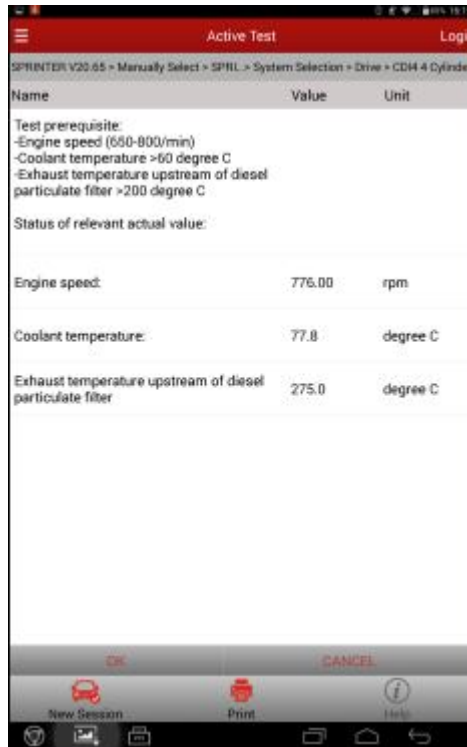 Active Test
Logi
SPRINTER V20.65 > Manually Select > SPRI... > System Selection > Drive > CDI4 4 Cylinde
Name Value Unit
Test prerequisite:
-Engine speed (650-800/min)
-Coolant temperature >60 degree C
-Exhaust temperature upstream of diesel
particulate filter >200 degree C
Status of relevant actual value:
Engine speed: 776.00 rpm
Coolant temperature: 77.8 degree C
Exhaust temperature upstream of diesel
particulate filter 275.0 degree C
OK CANCEL
New Session Print Help